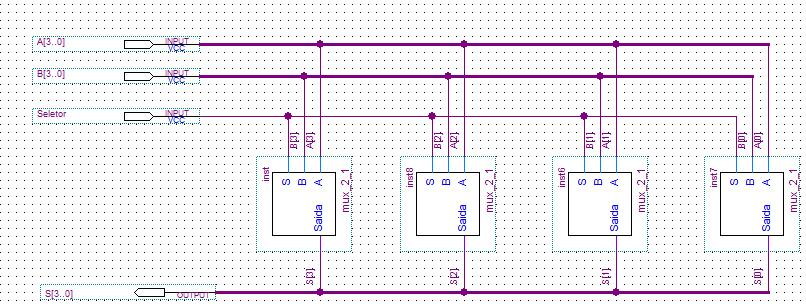 A[3..0] INPUT VCC
B[3..0] INPUT VCC
Seletor INPUT VCC
B[3] A[3] B[2] A[2] B[1] A[1] B[0] A[0]
inst S B A Saida mux_2_1
inst8 S B A Saida mux_2_1
inst6 S B A Saida mux_2_1
inst7 S B A Saida mux_2_1
S[3] S[2] S[1] S[0]
S[3..0] OUTPUT